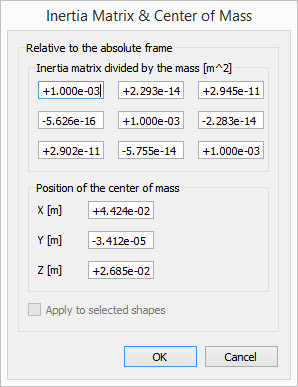 Inertia Matrix & Center of Mass
Relative to the absolute frame
Inertia matrix divided by the mass [m^2]
+1.000e-03 +2.293e-14 +2.945e-11
-5.626e-16 +1.000e-03 -2.283e-14
+2.902e-11 -5.755e-14 +1.000e-03
Position of the center of mass
X [m] +4.424e-02
Y [m] -3.412e-05
Z [m] +2.685e-02
Apply to selected shapes
OK Cancel